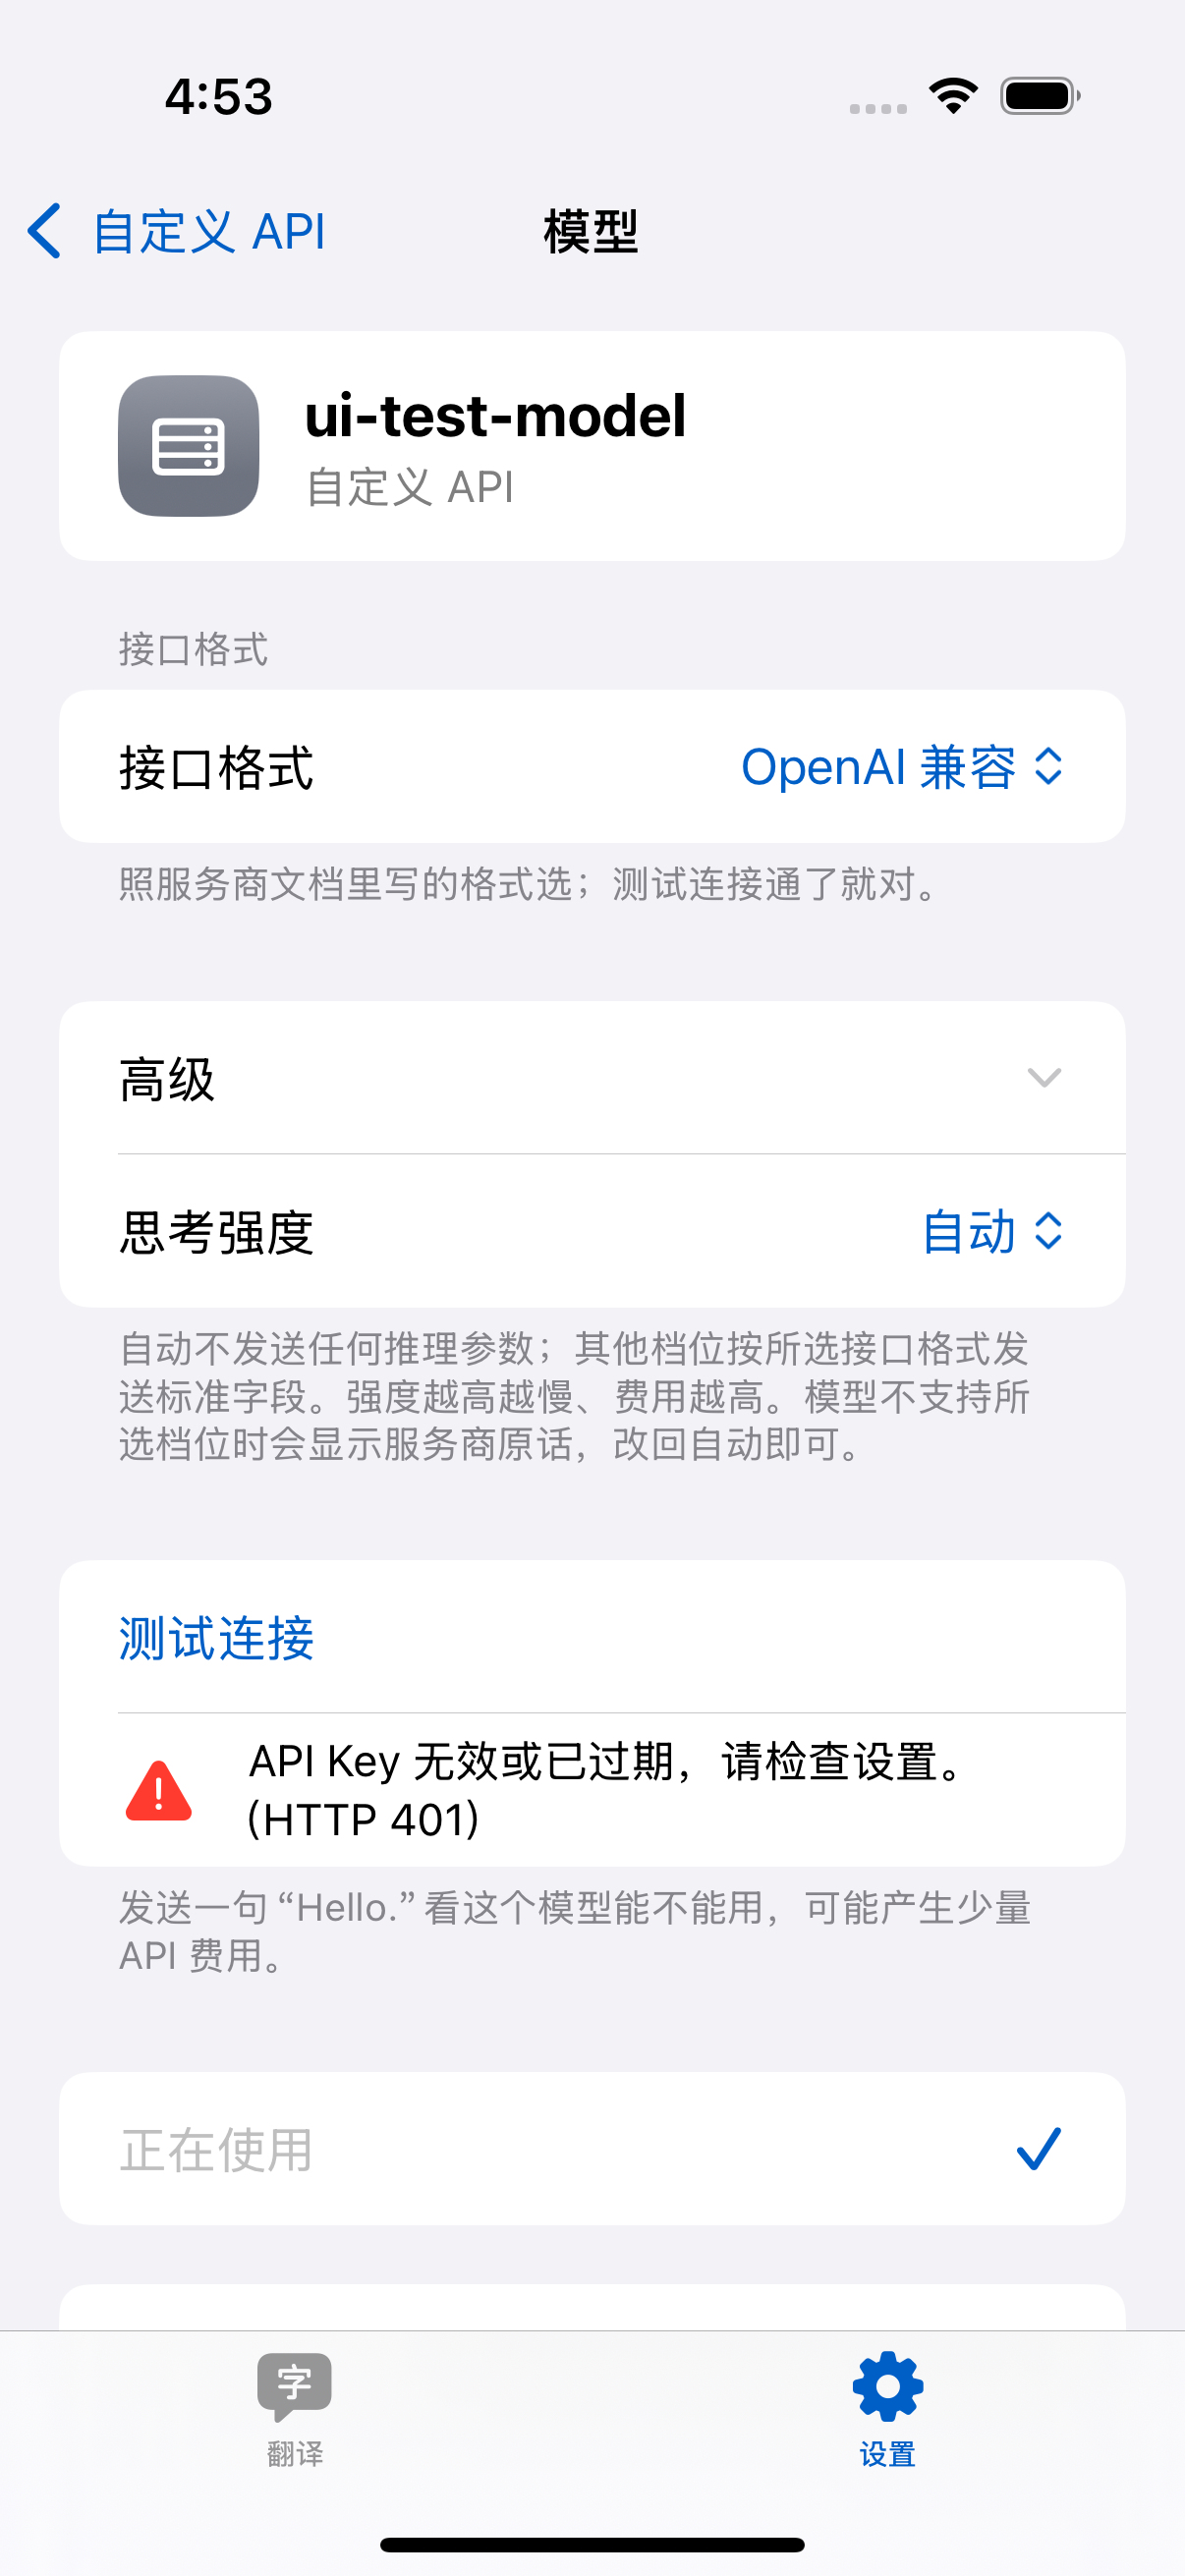 4:53
自定义 API
模型
ui-test-model
自定义 API
接口格式
接口格式
OpenAI 兼容
照服务商文档里写的格式选；测试连接通了就对。
高级
思考强度
自动
自动不发送任何推理参数；其他档位按所选接口格式发
送标准字段。强度越高越慢、费用越高。模型不支持所
选档位时会显示服务商原话，改回自动即可。
测试连接
API Key 无效或已过期，请检查设置。
(HTTP 401)
发送一句 “Hello.” 看这个模型能不能用，可能产生少量
API 费用。
正在使用
字
翻译
设置